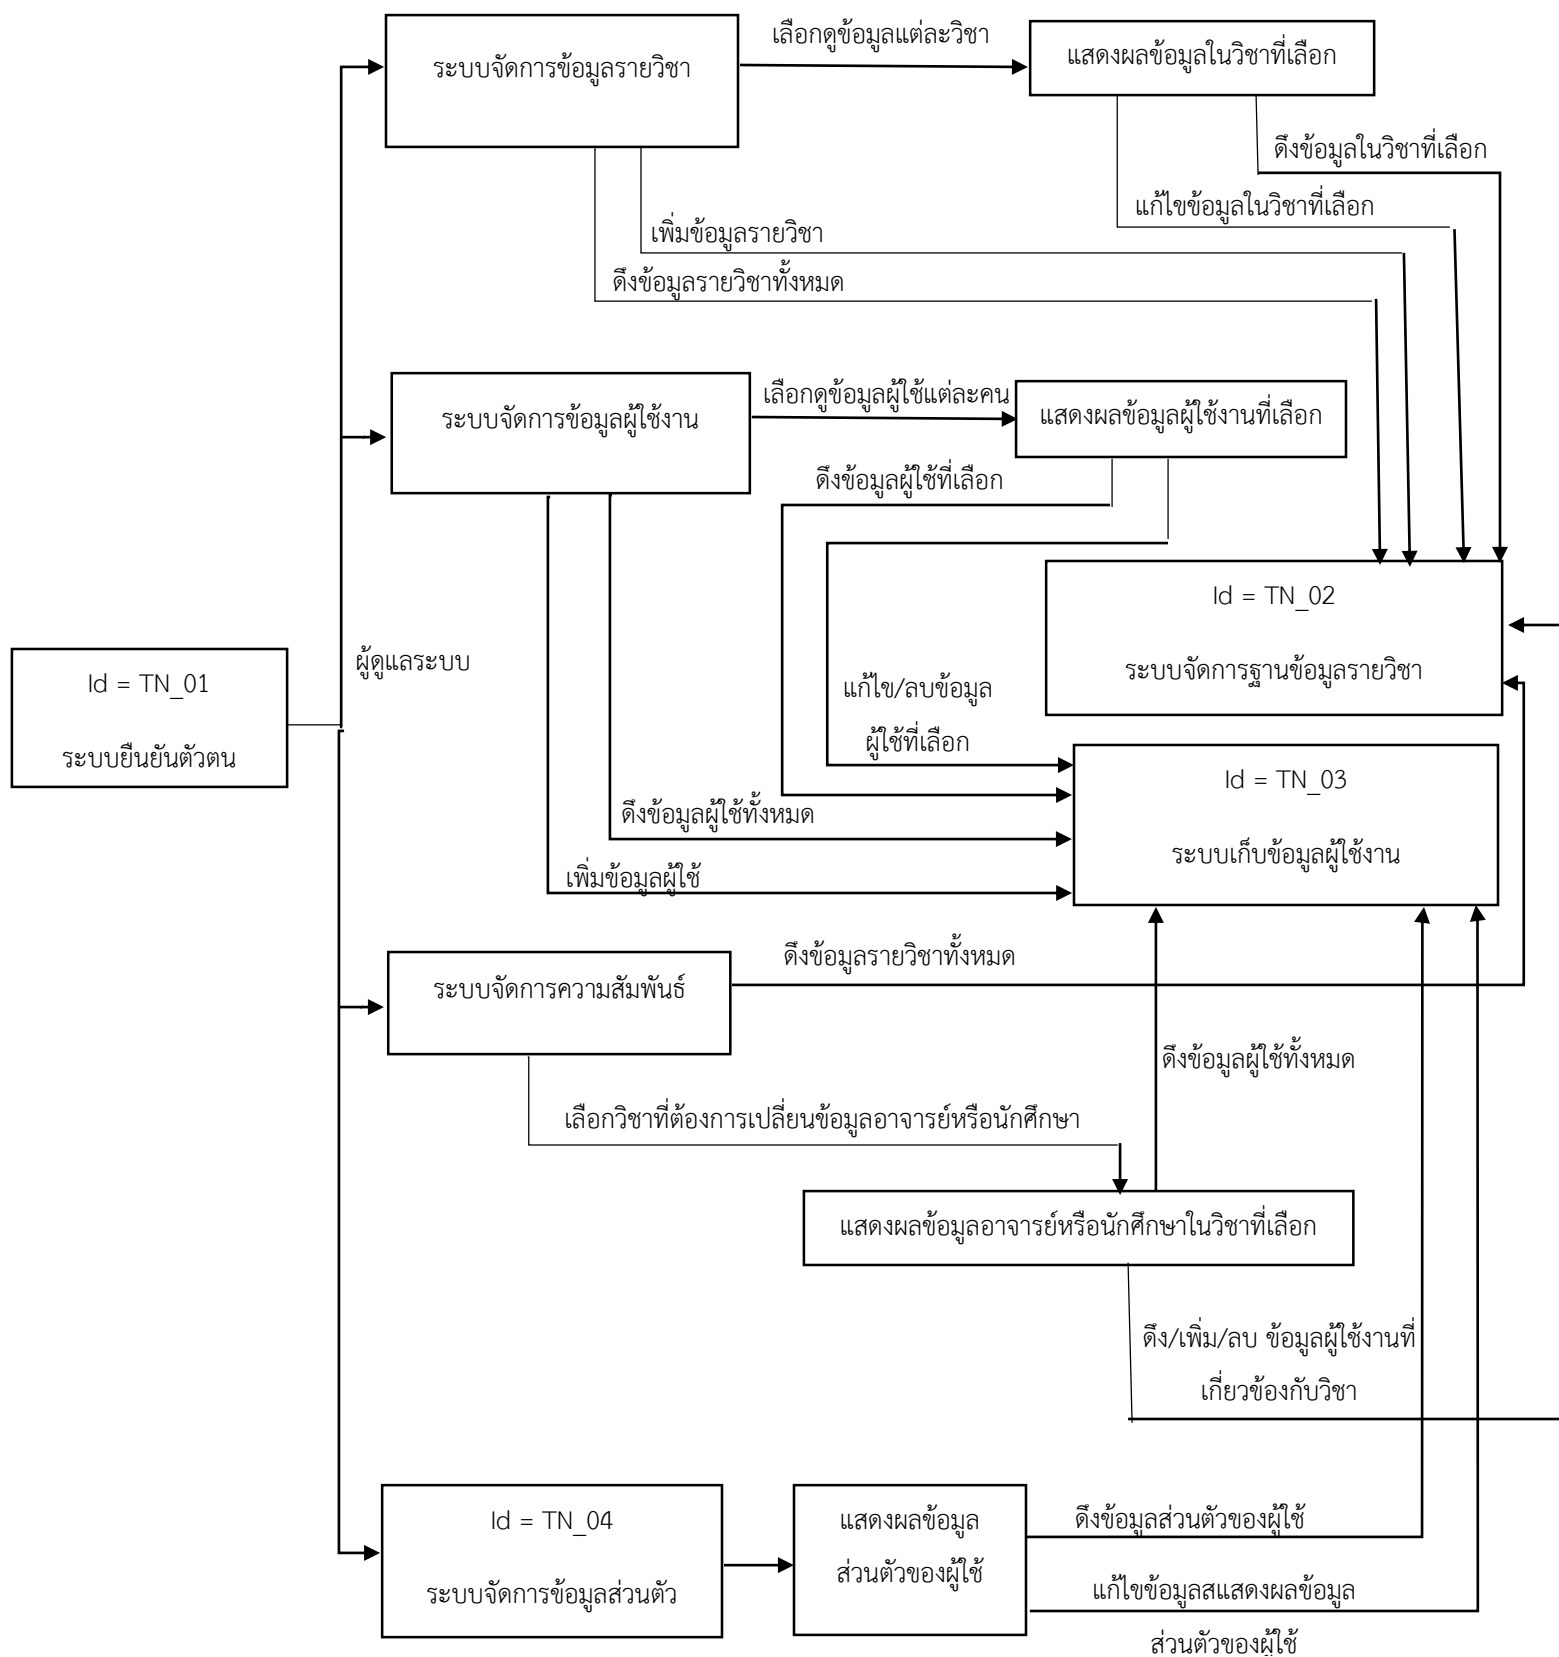 เลือกดูข้อมูลแต่ละวิชา
ระบบจัดการข้อมูลรายวิชา
แสดงผลข้อมูลในวิชาที่เลือก
ดึงข้อมูลในวิชาที่เลือก
แก้ไขข้อมูลในวิชาที่เลือก
เพิ่มข้อมูลรายวิชา
ดึงข้อมูลรายวิชาทั้งหมด
เลือกดูข้อมูลผู้ใช้แต่ละคน
ระบบจัดการข้อมูลผู้ใช้งาน
แสดงผลข้อมูลผู้ใช้งานที่เลือก
ดึงข้อมูลผู้ใช้ที่เลือก
Id = TN_02
ระบบจัดการฐานข้อมูลรายวิชา
ผู้ดูแลระบบ
Id = TN_01
ระบบยืนยันตัวตน
แก้ไข/ลบข้อมูล
ผู้ใช้ที่เลือก
Id = TN_03
ระบบเก็บข้อมูลผู้ใช้งาน
ดึงข้อมูลผู้ใช้ทั้งหมด
เพิ่มข้อมูลผู้ใช้
ดึงข้อมูลรายวิชาทั้งหมด
ระบบจัดการความสัมพันธ์
ดึงข้อมูลผู้ใช้ทั้งหมด
เลือกวิชาที่ต้องการเปลี่ยนข้อมูลอาจารย์หรือนักศึกษา
แสดงผลข้อมูลอาจารย์หรือนักศึกษาในวิชาที่เลือก
ดึง/เพิ่ม/ลบ ข้อมูลผู้ใช้งานที่
เกี่ยวข้องกับวิชา
Id = TN_04
ระบบจัดการข้อมูลส่วนตัว
แสดงผลข้อมูล
ส่วนตัวของผู้ใช้
ดึงข้อมูลส่วนตัวของผู้ใช้
แก้ไขข้อมูลสแสดงผลข้อมูล
ส่วนตัวของผู้ใช้